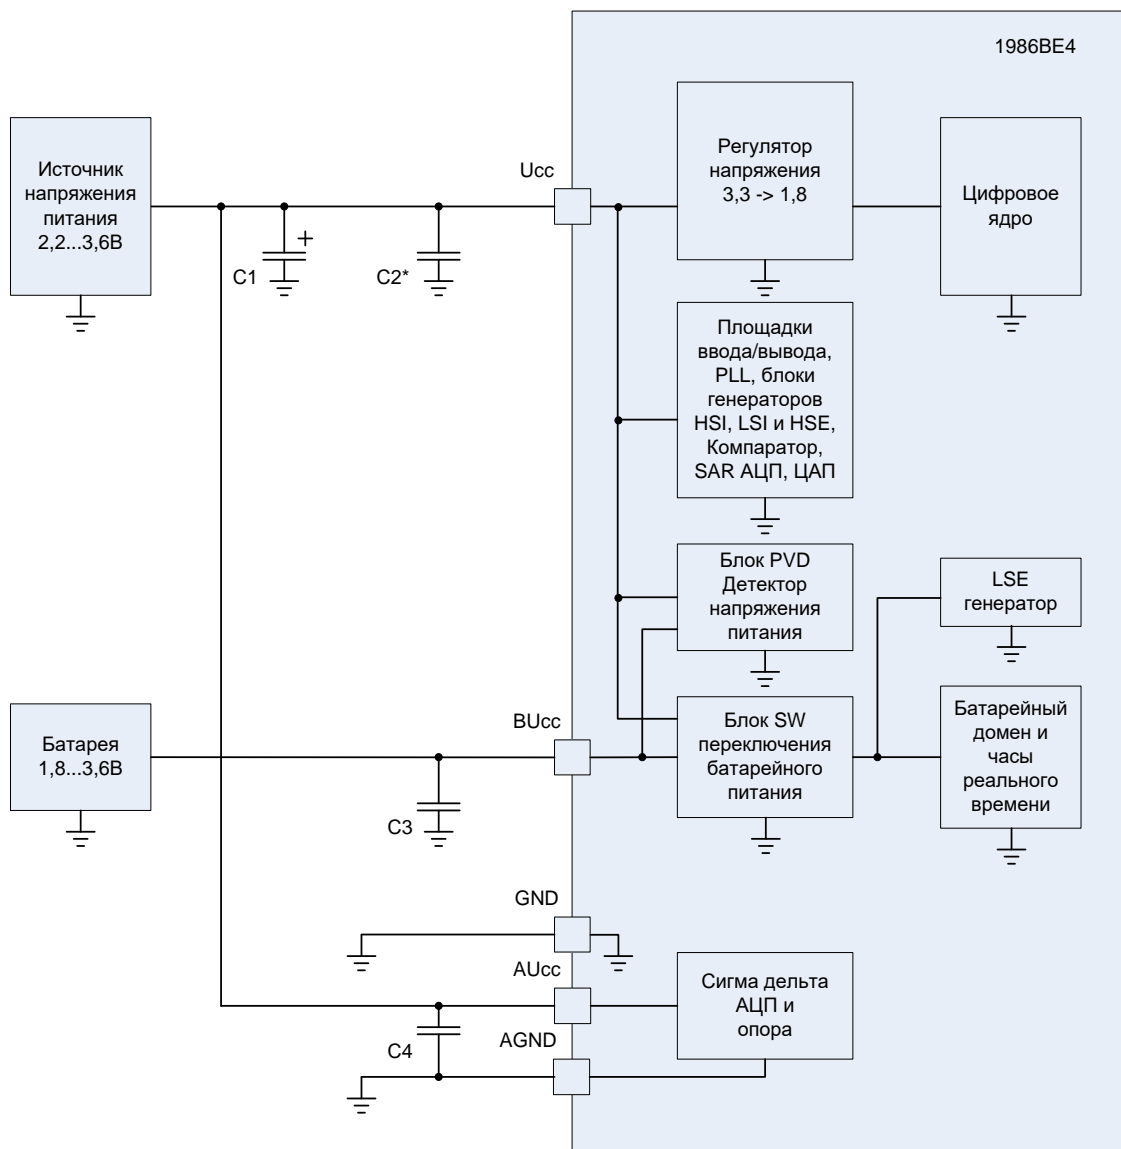 1986BE4
Источник
напряжения
питания
2,2...3,6В
Ucc
C1
+
C2*
Регулятор
напряжения
3,3 -> 1,8
Цифровое
ядро
Площадки
ввода/вывода,
PLL, блоки
генераторов
HSI, LSI и HSE,
Компаратор,
SAR АЦП, ЦАП
Блок PVD
Детектор
напряжения
питания
LSE
генератор
Батарея
1,8...3,6В
BUcc
C3
Блок SW
переключения
батарейного
питания
Батарейный
домен и
часы
реального
времени
GND
AUcc
AGND
C4
Сигма дельта
АЦП и
опора